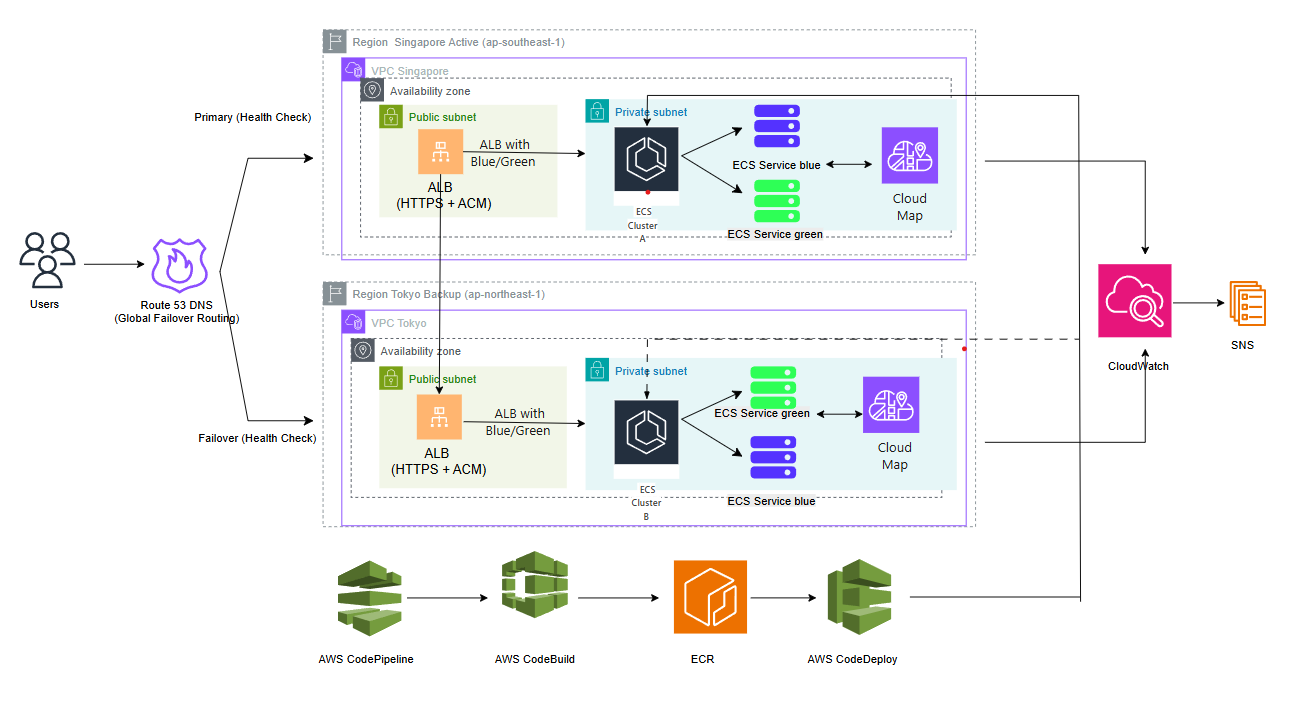 Region Singapore Active (ap-southeast-1)
VPC Singapore
Availability zone
Primary (Health Check)
Public subnet
Private subnet
ALB with
Blue/Green
ECS Service blue
ALB
(HTTPS + ACM)
Cloud
Map
ECS
Cluster
A
ECS Service green
Users
Route 53 DNS
(Global Failover Routing)
Region Tokyo Backup (ap-northeast-1)
VPC Tokyo
Availability zone
Public subnet
Private subnet
ALB with
Blue/Green
ECS Service green
ALB
(HTTPS + ACM)
Cloud
Map
ECS
Cluster
B
ECS Service blue
Failover (Health Check)
CloudWatch
SNS
AWS CodePipeline
AWS CodeBuild
ECR
AWS CodeDeploy